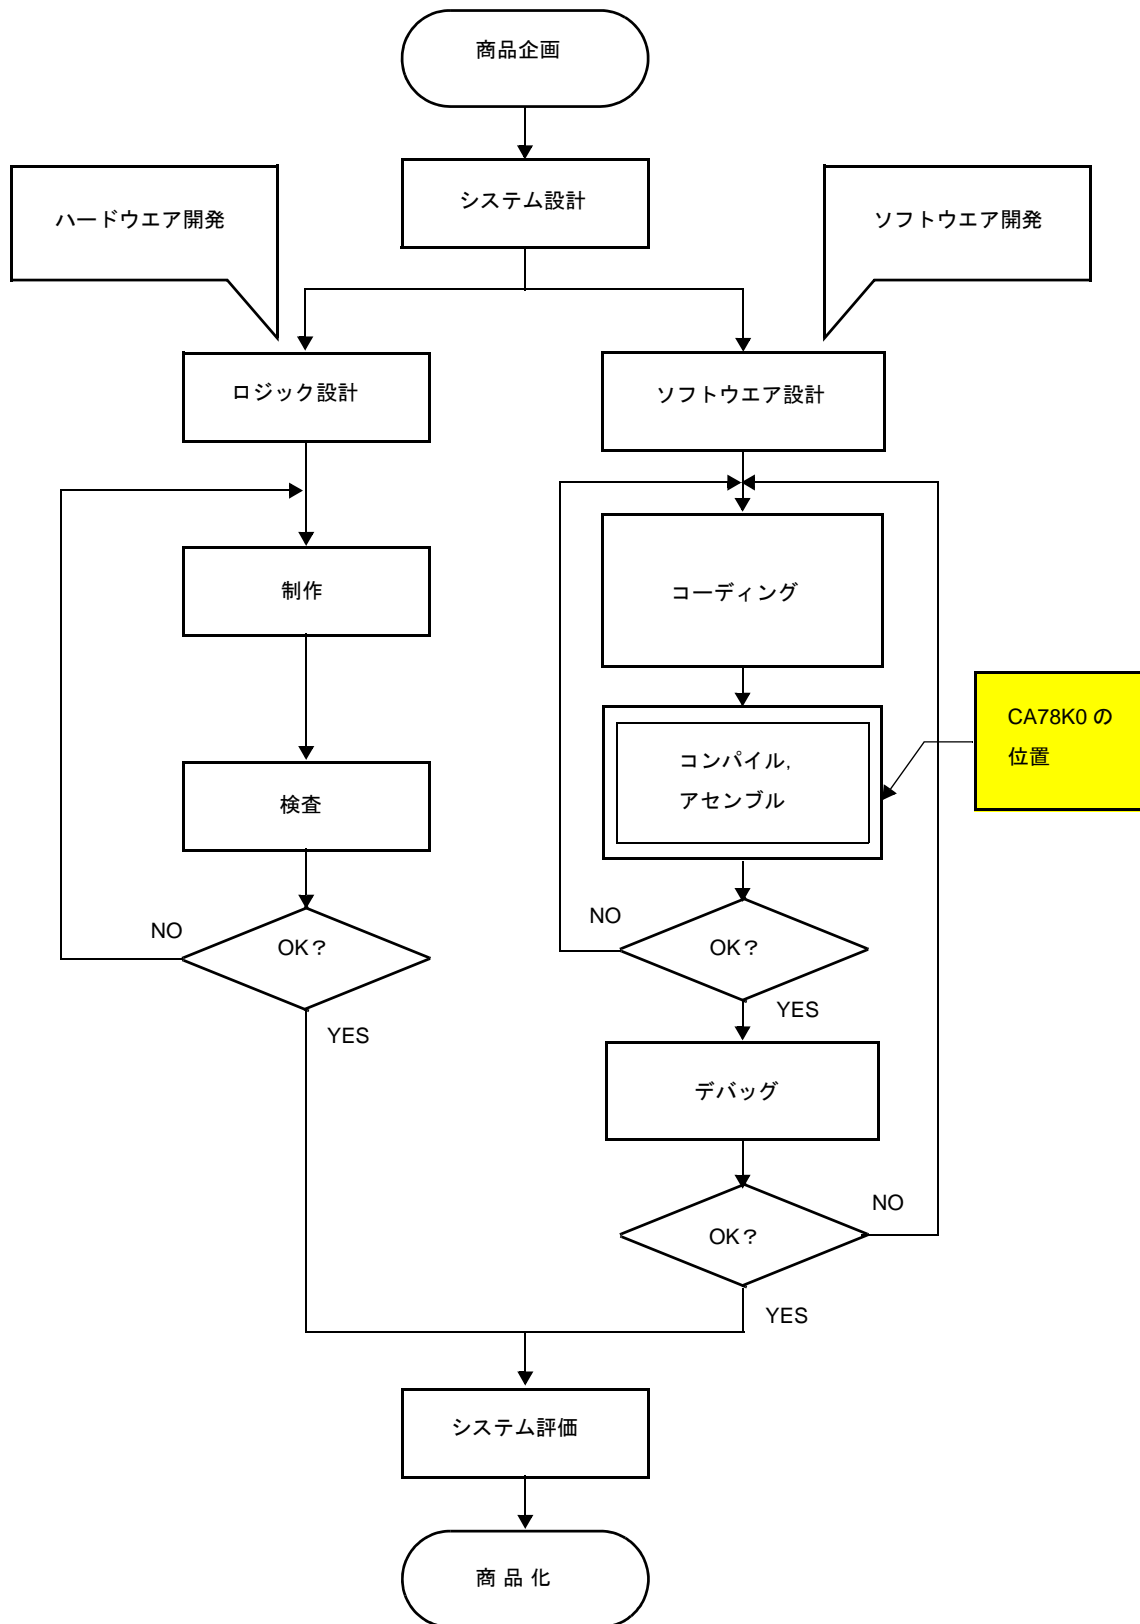 商品企画
システム設計
ハードウエア開発
ソフトウエア開発
ロジック設計
ソフトウエア設計
制作
コーディング
CA78K0 の
位置
コンパイル,
アセンブル
検査
NO
OK?
YES
NO
OK?
YES
デバッグ
NO
OK?
YES
システム評価
商 品 化